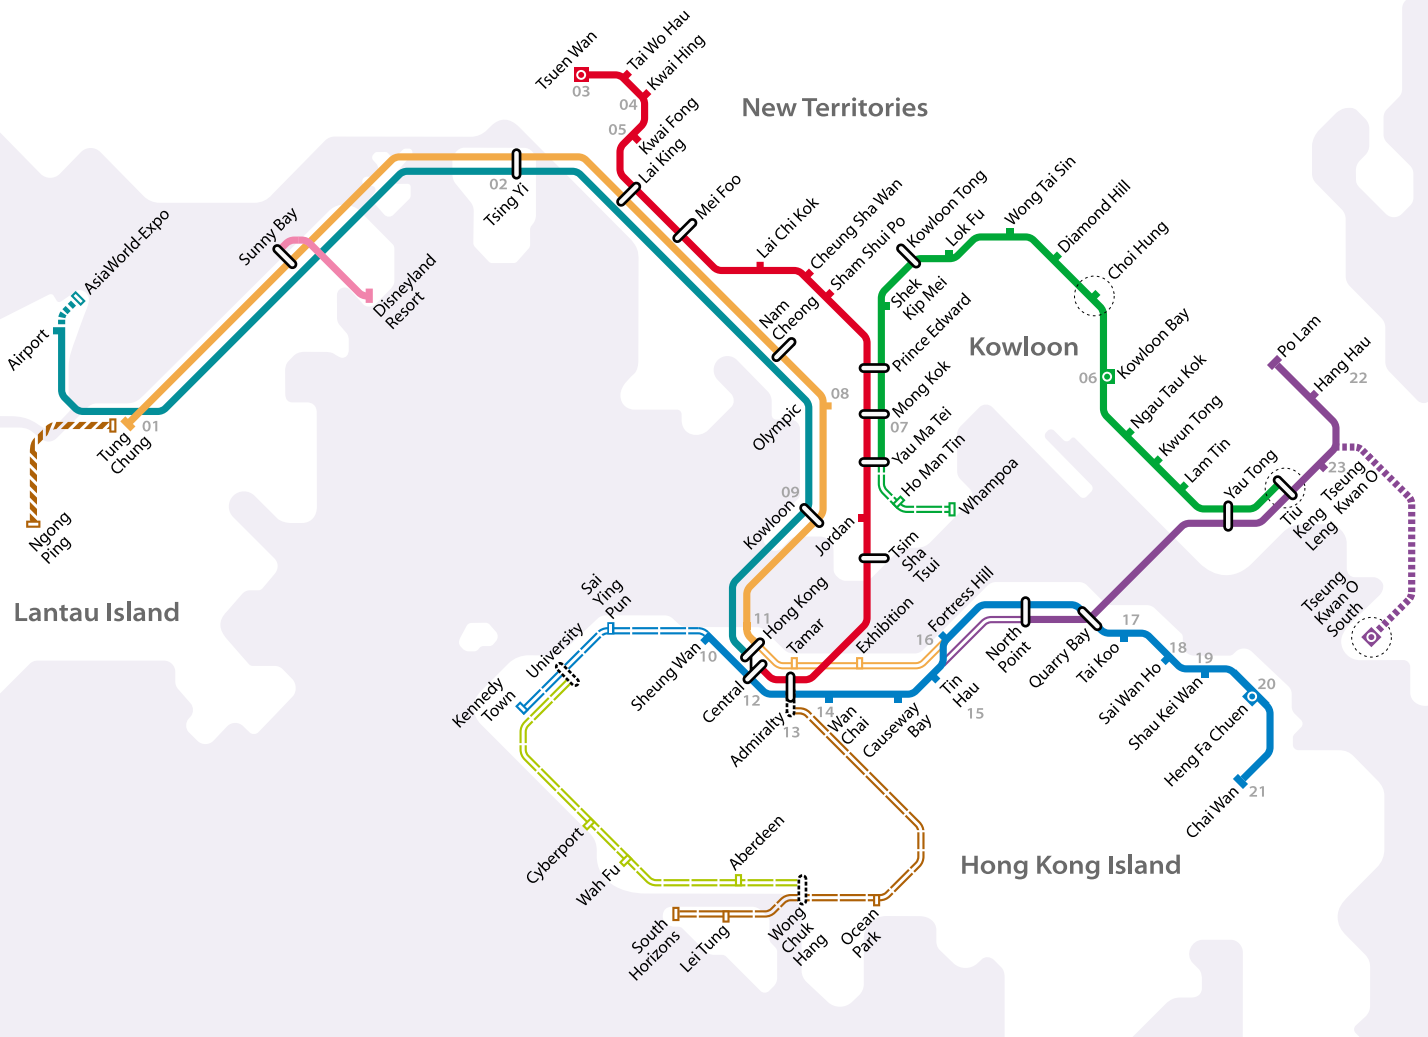 Tsuen Wan
03
Tai Wo Hau
Kwai Hing
04
05
Kwai Fong
Lai King
New Territories
02
Tsing Yi
Mei Foo
Lai Chi Kok
Cheung Sha Wan
Sham Shui Po
Kowloon Tong
Lok Fu
Wong Tai Sin
Diamond Hill
Choi Hung
AsiaWorld-Expo
Sunny Bay
Disneyland
Resort
Airport
Nam
Cheong
Shek
Kip Mei
Prince Edward
Kowloon
06
Kowloon Bay
Po Lam
Hang Hau
22
08
Olympic
Mong Kok
07
Yau Ma Tei
Ho Man Tin
Whampoa
Ngau Tau Kok
Kwun Tong
Lam Tin
Yau Tong
Tiu
Keng
Leng
23
Tseung
Kwan O
01
Tung
Chung
Ngong
Ping
09
Kowloon
Jordan
Tsim
Sha
Tsui
Lantau Island
Sai
Ying
Pun
University
Kennedy
Town
Sheung Wan
10
11
Hong Kong
Tamar
Exhibition
16
Fortress Hill
North
Point
Quarry Bay
17
Tai Koo
18
Sai Wan Ho
19
Shau Kei Wan
20
Heng Fa Chuen
21
Chai Wan
Tseung
Kwan O
South
Central
12
Admiralty
13
14
Wan
Chai
Causeway
Bay
Tin
Hau
15
Cyberport
Wah Fu
Aberdeen
Hong Kong Island
South
Horizons
Lei Tung
Wong
Chuk
Hang
Ocean
Park